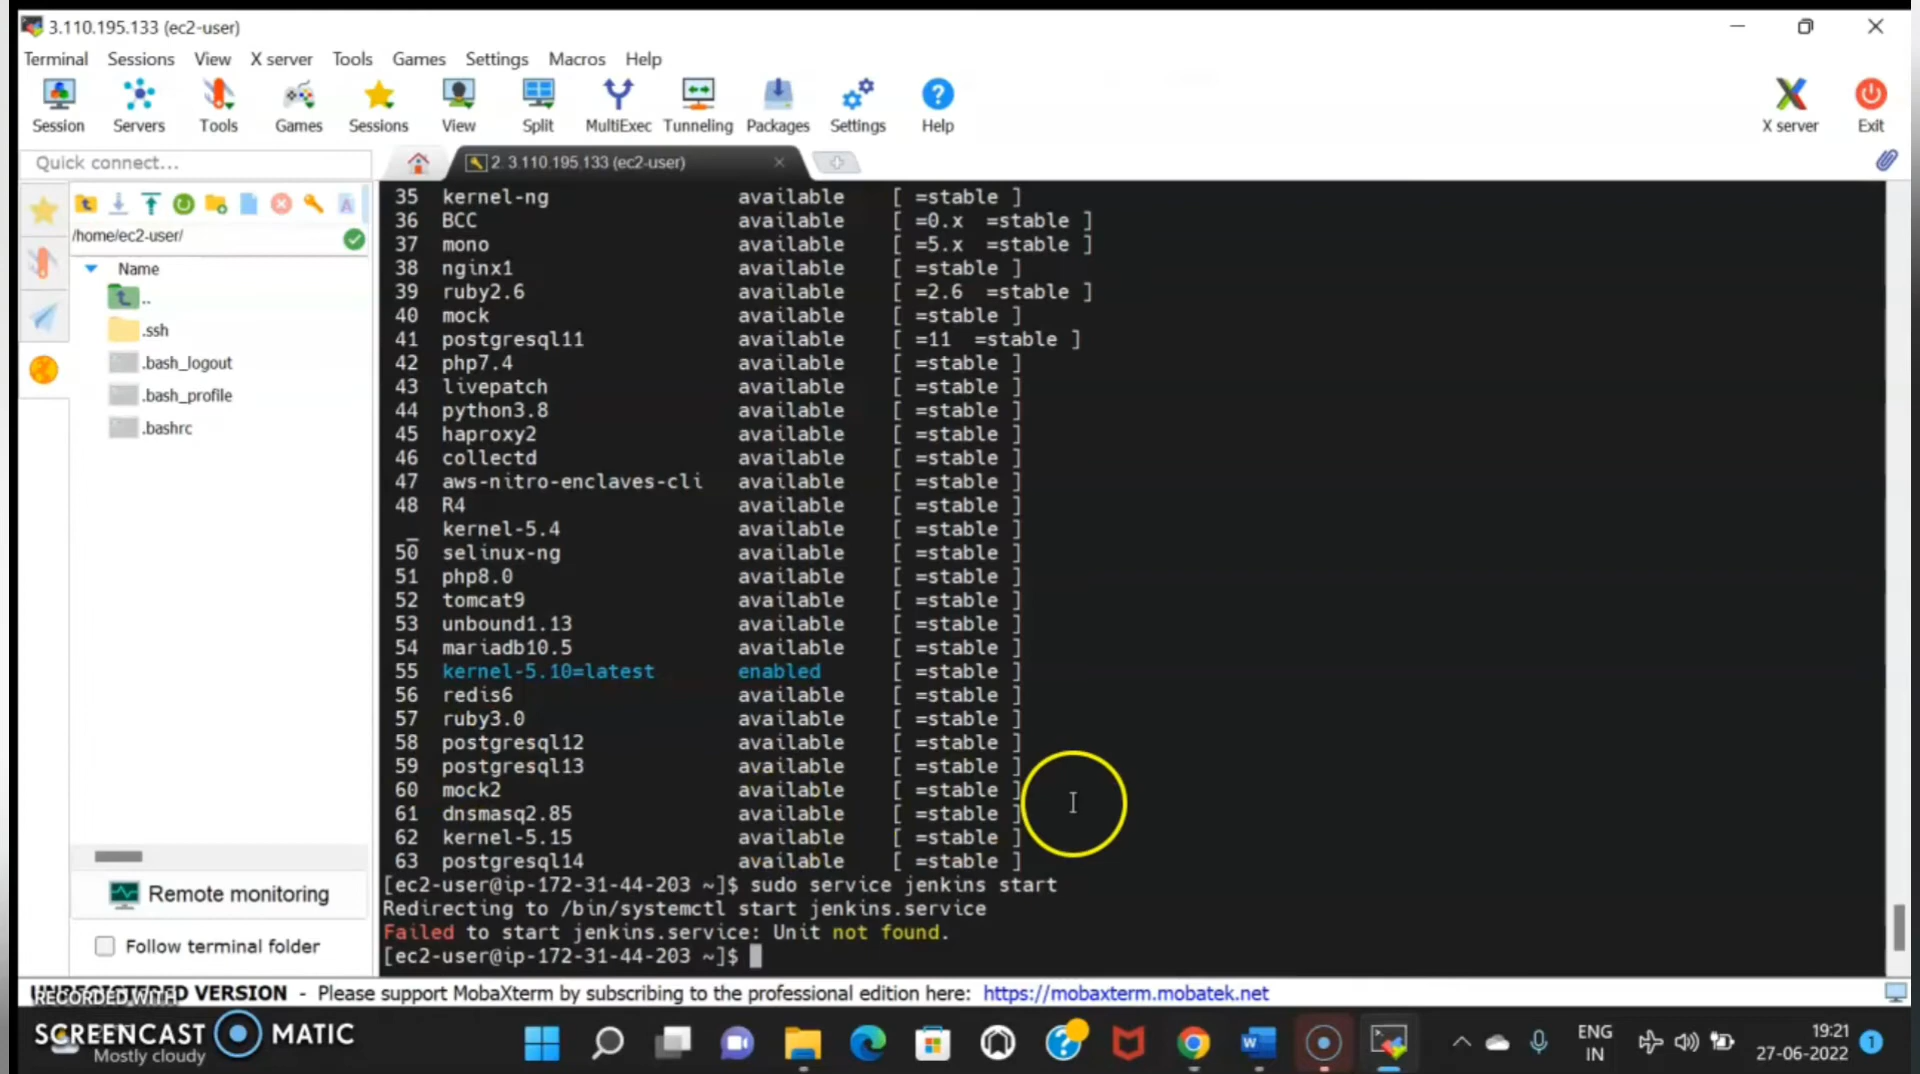 3.110.195.133 (ec2-user)
Terminal Sessions View X server Tools Games Settings Macros Help
Session Servers Tools Games Sessions View Split MultiExec Tunneling Packages Settings Help X server Exit
Quick connect...
2. 3.110.195.133 (ec2-user)
/home/ec2-user/
Name
..
.ssh
.bash_logout
.bash_profile
.bashrc
Remote monitoring
Follow terminal folder
35 kernel-ng available [ =stable ]
36 BCC available [ =0.x =stable ]
37 mono available [ =5.x =stable ]
38 nginx1 available [ =stable ]
39 ruby2.6 available [ =2.6 =stable ]
40 mock available [ =stable ]
41 postgresql11 available [ =11 =stable ]
42 php7.4 available [ =stable ]
43 livepatch available [ =stable ]
44 python3.8 available [ =stable ]
45 haproxy2 available [ =stable ]
46 collectd available [ =stable ]
47 aws-nitro-enclaves-cli available [ =stable ]
48 R4 available [ =stable ]
_ kernel-5.4 available [ =stable ]
50 selinux-ng available [ =stable ]
51 php8.0 available [ =stable ]
52 tomcat9 available [ =stable ]
53 unbound1.13 available [ =stable ]
54 mariadb10.5 available [ =stable ]
55 kernel-5.10=latest enabled [ =stable ]
56 redis6 available [ =stable ]
57 ruby3.0 available [ =stable ]
58 postgresql12 available [ =stable ]
59 postgresql13 available [ =stable ]
60 mock2 available [ =stable ]
61 dnsmasq2.85 available [ =stable ]
62 kernel-5.15 available [ =stable ]
63 postgresql14 available [ =stable ]
[ec2-user@ip-172-31-44-203 ~]$ sudo service jenkins start
Redirecting to /bin/systemctl start jenkins.service
Failed to start jenkins.service: Unit not found.
[ec2-user@ip-172-31-44-203 ~]$
UNREGISTERED VERSION - Please support MobaXterm by subscribing to the professional edition here: https://mobaxterm.mobatek.net
RECORDED WITH
SCREENCAST MATIC
Mostly cloudy
ENG
IN
19:21
27-06-2022
1